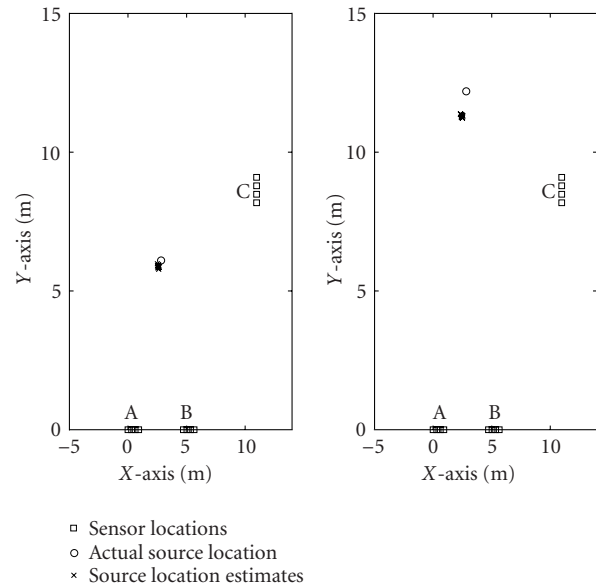 15
10
5
0
Y-axis (m)
C
A
B
−5
0
5
10
X-axis (m)
15
10
5
0
Y-axis (m)
C
A
B
−5
0
5
10
X-axis (m)
Sensor locations
Actual source location
Source location estimates